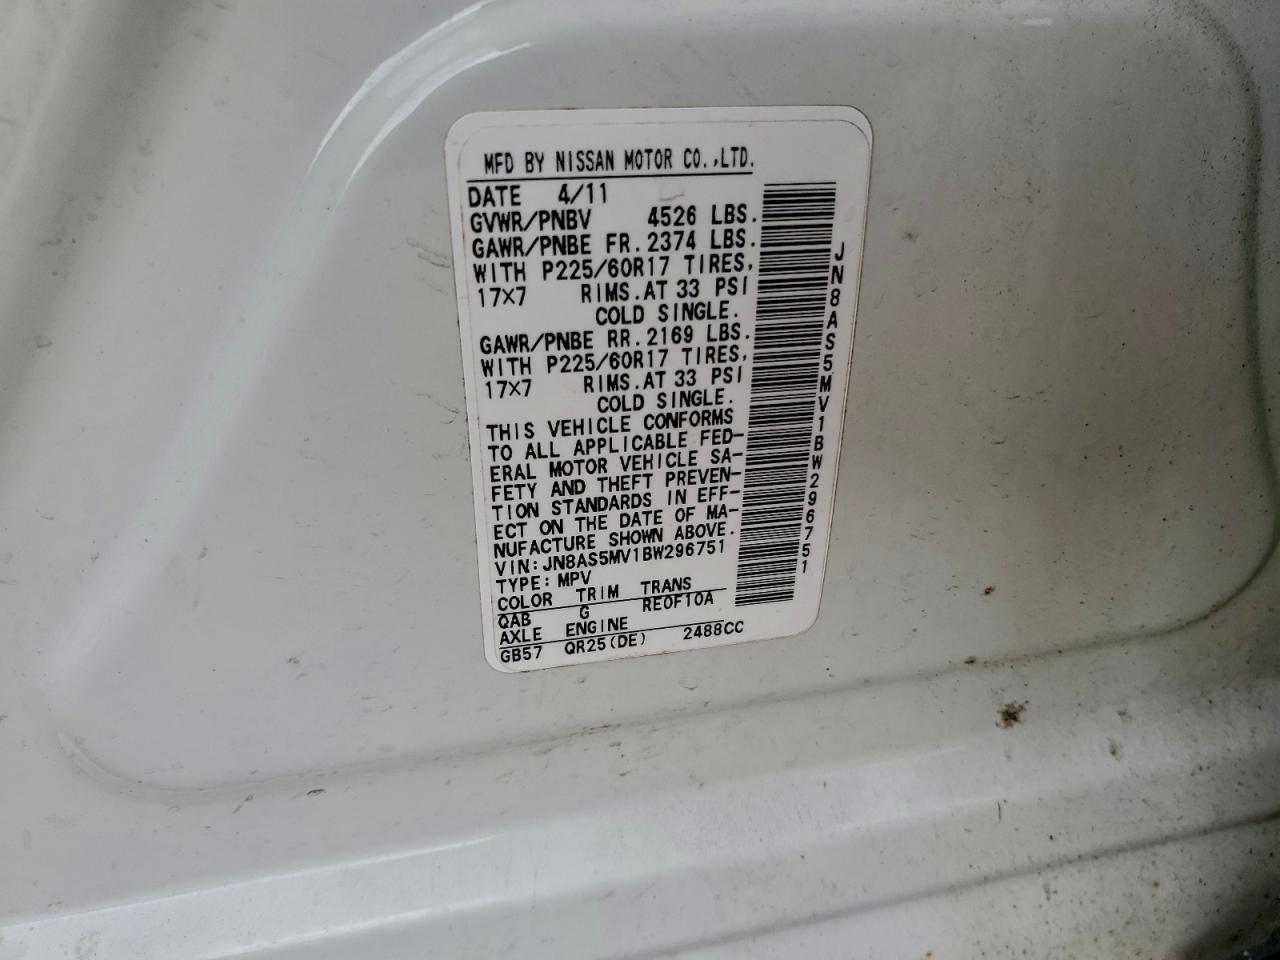 MFD BY NISSAN MOTOR CO.,LTD.
DATE 4/11
GVWR/PNBV 4526 LBS.
GAWR/PNBE FR. 2374 LBS.
WITH P225/60R17 TIRES,
17×7 RIMS. AT 33 PSI
COLD SINGLE.
GAWR/PNBE RR. 2169 LBS.
WITH P225/60R17 TIRES,
17×7 RIMS. AT 33 PSI
COLD SINGLE.
THIS VEHICLE CONFORMS
TO ALL APPLICABLE FED-
ERAL MOTOR VEHICLE SA-
FETY AND THEFT PREVEN-
TION STANDARDS IN EFF-
ECT ON THE DATE OF MA-
NUFACTURE SHOWN ABOVE.
VIN: JN8AS5MV1BW296751
TYPE: MPV
COLOR TRIM TRANS
QAB G RE0F10A
AXLE ENGINE
GB57 QR25(DE) 2488CC
JN8AS5MV1BW296751